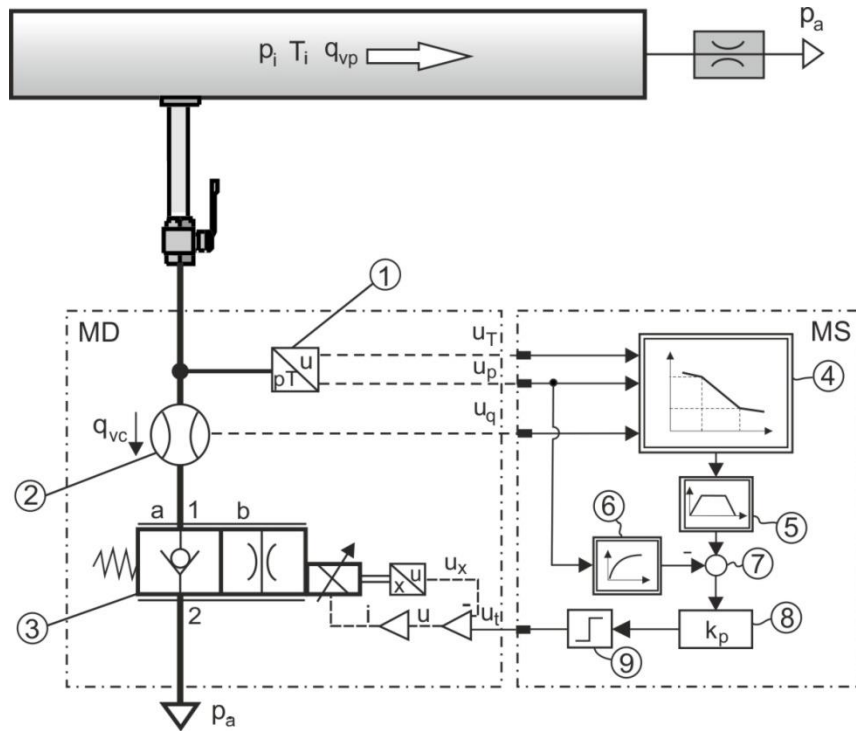 p_i T_i q_vp
p_a
1
MD
MS
u_T
u
pT
u_p
4
q_vc
u_q
2
a 1 b
5
6
-
7
u
x
u_x
-
3
2
i
u
u_t
k_p
8
9
p_a